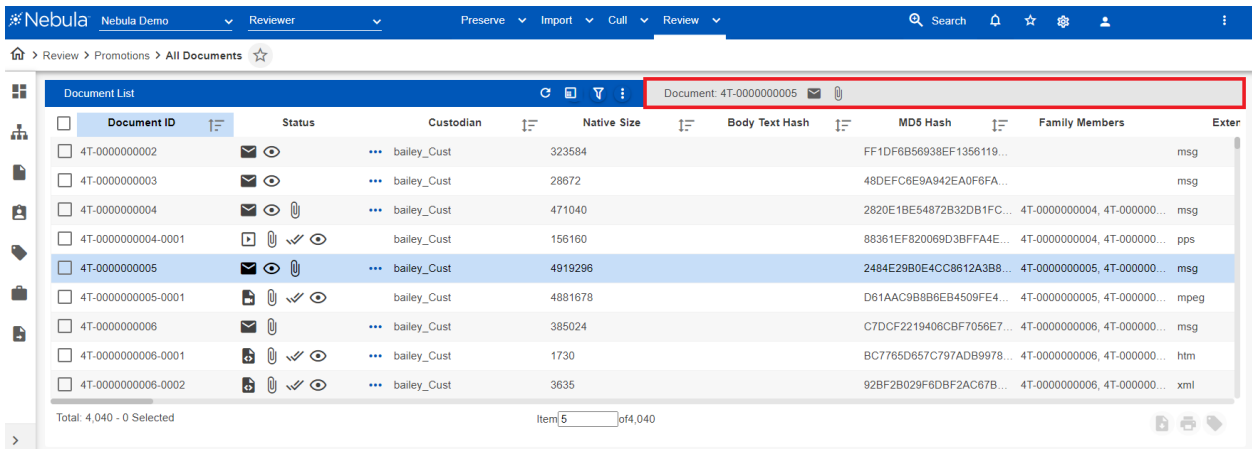 Nebula Nebula Demo Reviewer Preserve Import Cull Review Search
Review > Promotions > All Documents
Document List Document: 4T-0000000005
Document ID Status Custodian Native Size Body Text Hash MD5 Hash Family Members Exten
4T-0000000002 ••• bailey_Cust 323584 FF1DF6B56938EF1356119... msg
4T-0000000003 ••• bailey_Cust 28672 48DEFC6E9A942EA0F6FA... msg
4T-0000000004 ••• bailey_Cust 471040 2820E1BE54872B32DB1FC... 4T-0000000004, 4T-000000... msg
4T-0000000004-0001 bailey_Cust 156160 88361EF820069D3BFFA4E... 4T-0000000004, 4T-000000... pps
4T-0000000005 ••• bailey_Cust 4919296 2484E29B0E4CC8612A3B8... 4T-0000000005, 4T-000000... msg
4T-0000000005-0001 bailey_Cust 4881678 D61AAC9B8B6EB4509FE4... 4T-0000000005, 4T-000000... mpeg
4T-0000000006 ••• bailey_Cust 385024 C7DCF2219406CBF7056E7... 4T-0000000006, 4T-000000... msg
4T-0000000006-0001 ••• bailey_Cust 1730 BC7765D657C797ADB9978... 4T-0000000006, 4T-000000... htm
4T-0000000006-0002 ••• bailey_Cust 3635 92BF2B029F6DBF2AC67B... 4T-0000000006, 4T-000000... xml
Total: 4,040 - 0 Selected Item 5 of4,040